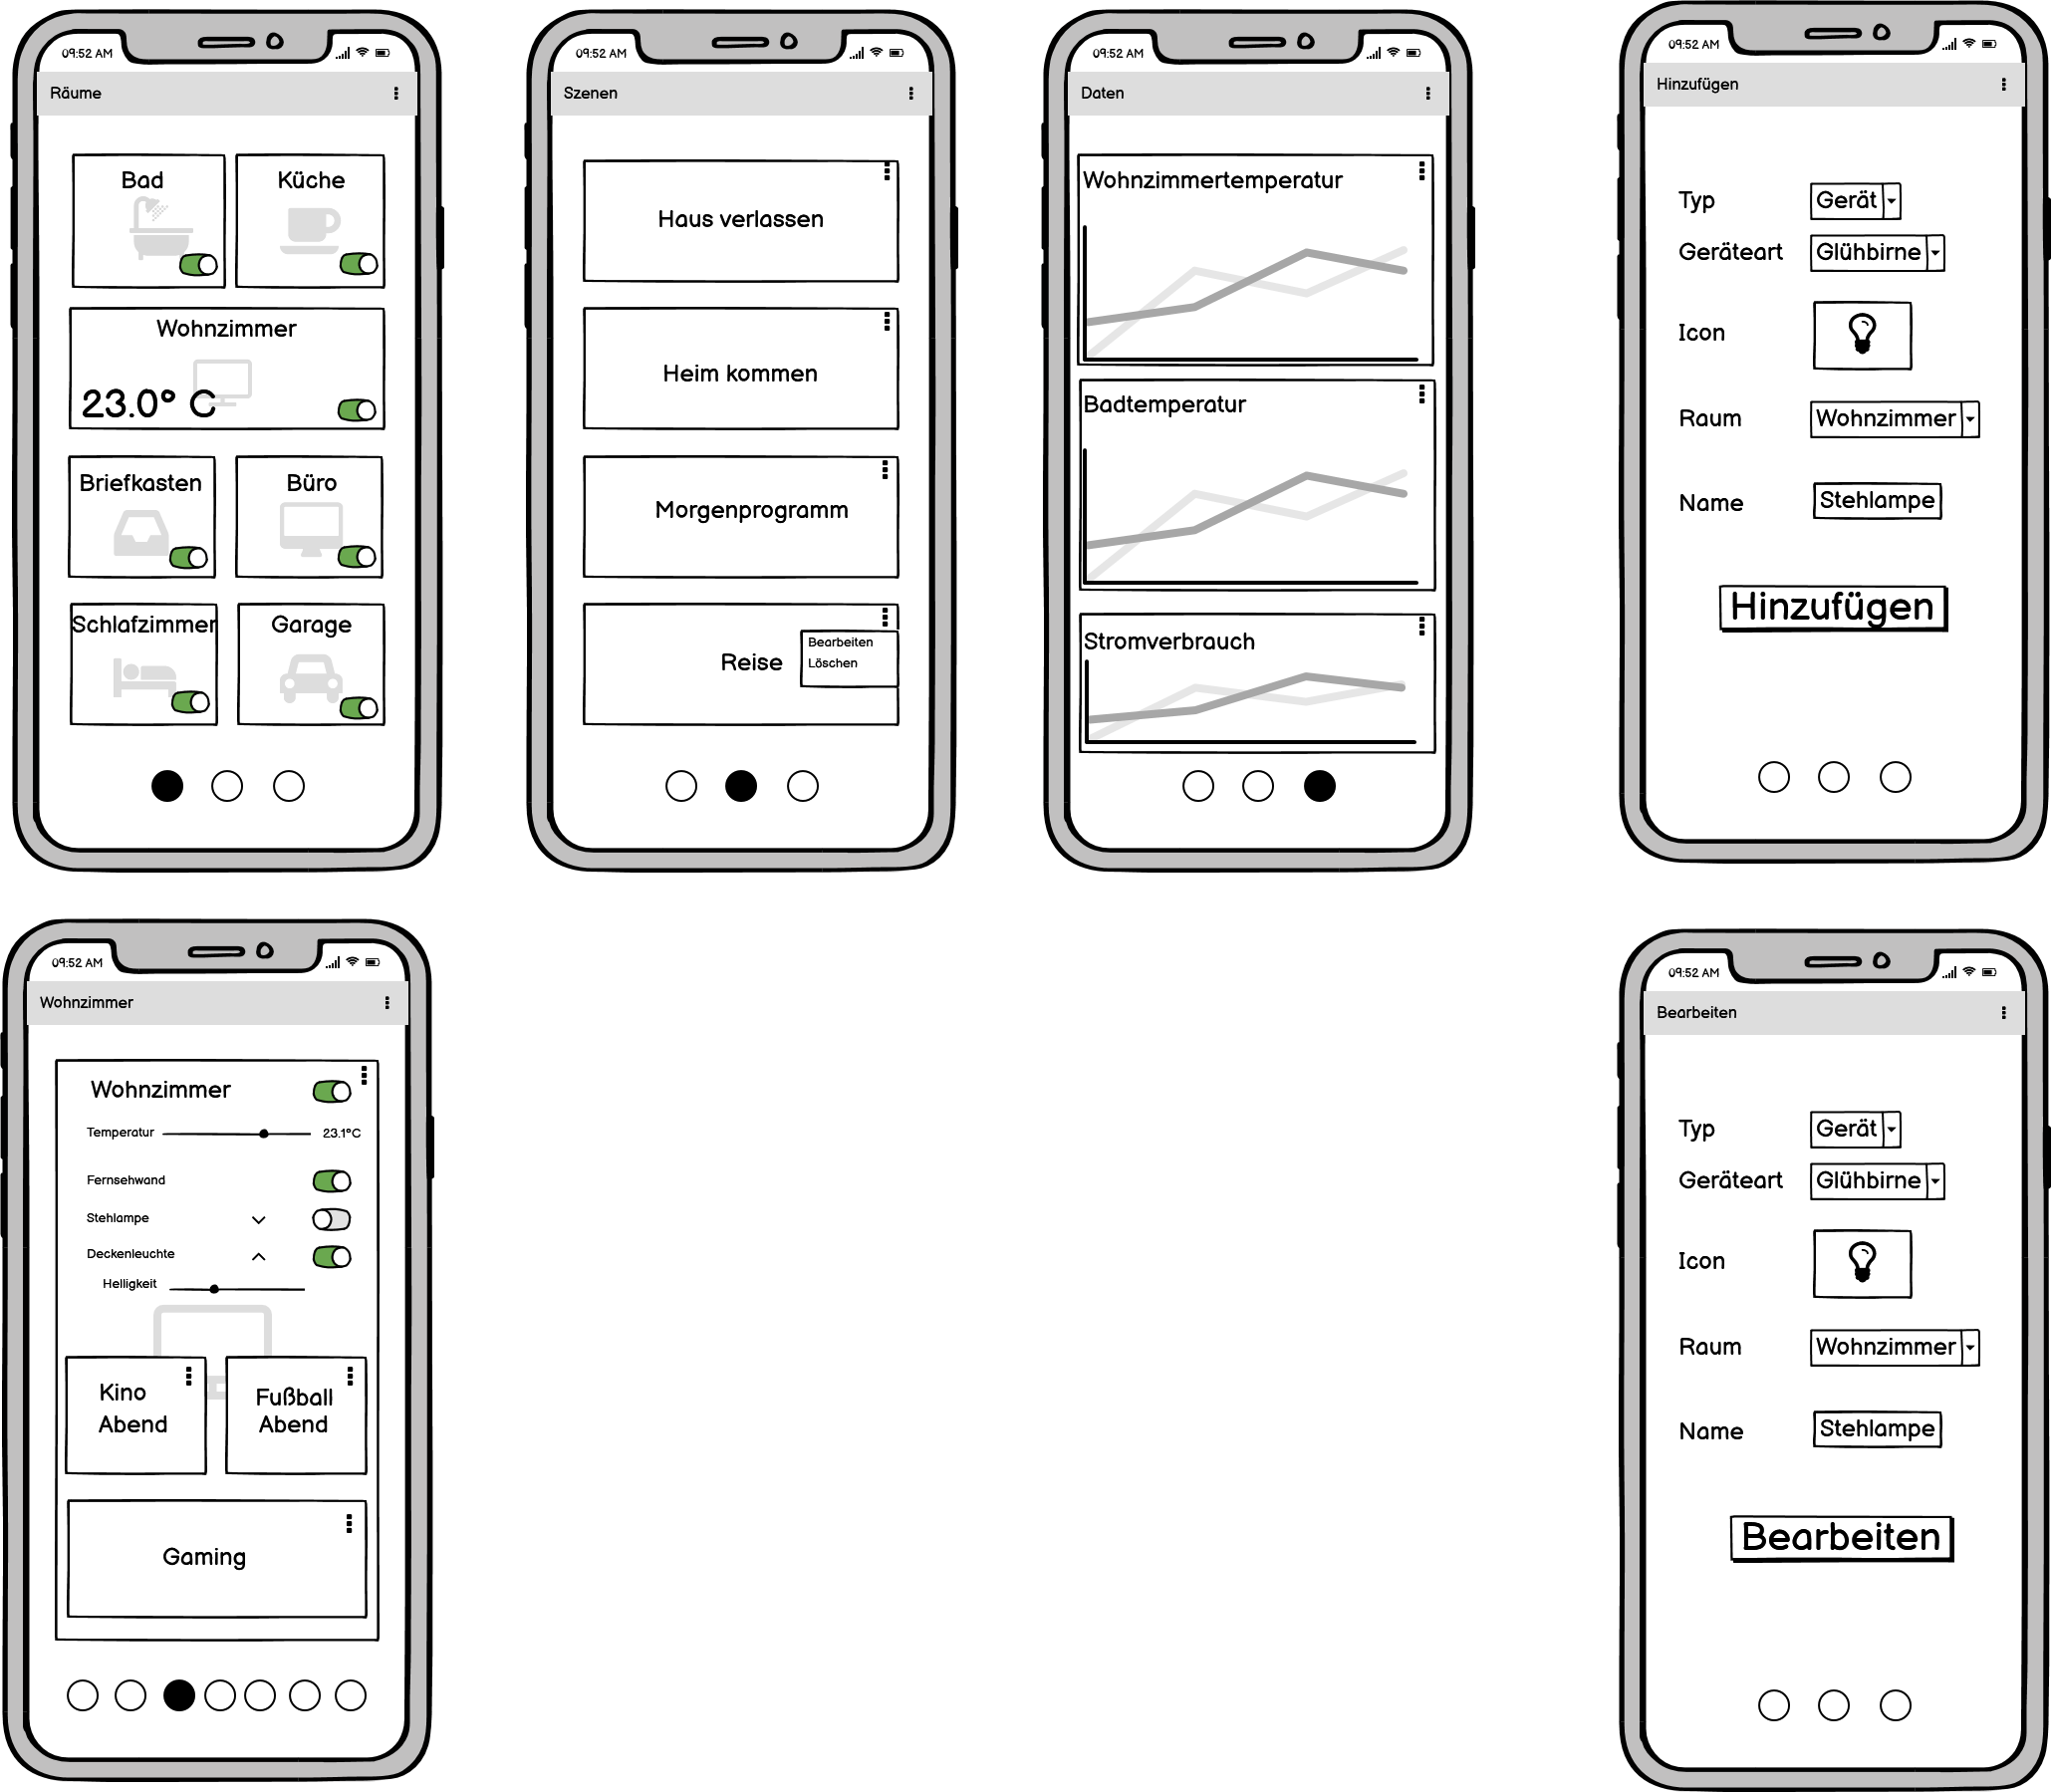 09:52 AM
Räume
Bad
Küche
Wohnzimmer
23.0° C
Briefkasten
Büro
Schlafzimmer
Garage
09:52 AM
Szenen
Haus verlassen
Heim kommen
Morgenprogramm
Reise
Bearbeiten
Löschen
09:52 AM
Daten
Wohnzimmertemperatur
Badtemperatur
Stromverbrauch
09:52 AM
Hinzufügen
Typ Gerät
Geräteart Glühbirne
Icon
Raum Wohnzimmer
Name Stehlampe
Hinzufügen
09:52 AM
Wohnzimmer
Wohnzimmer
Temperatur 23.1°C
Fernsehwand
Stehlampe
Deckenleuchte
Helligkeit
Kino
Abend
Fußball
Abend
Gaming
09:52 AM
Bearbeiten
Typ Gerät
Geräteart Glühbirne
Icon
Raum Wohnzimmer
Name Stehlampe
Bearbeiten